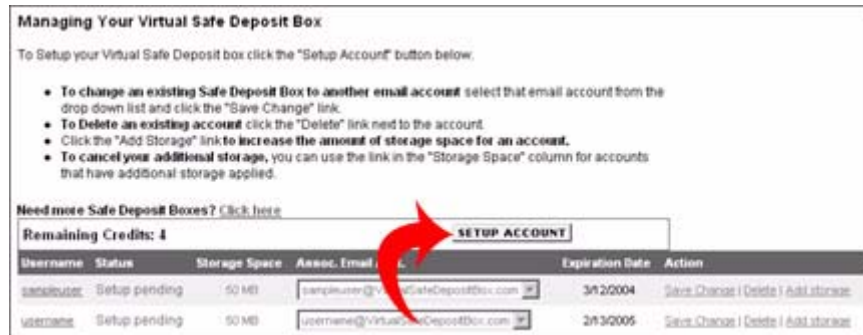 Managing Your Virtual Safe Deposit Box
To Setup your Virtual Safe Deposit box click the "Setup Account" button below.
• To change an existing Safe Deposit Box to another email account select that email account from the
drop down list and click the "Save Change" link.
• To Delete an existing account click the "Delete" link next to the account.
• Click the "Add Storage" link to increase the amount of storage space for an account.
• To cancel your additional storage, you can use the link in the "Storage Space" column for accounts
that have additional storage applied.
Need more Safe Deposit Boxes? Click here
Remaining Credits: 4 SETUP ACCOUNT
Username Status Storage Space Assoc. Email Expiration Date Action
sampleuser Setup pending 50 MB sampleuser@VirtualSafeDepositBox.com 3/12/2004 Save Change | Delete | Add storage
username Setup pending 50 MB 2/13/2005 Save Change | Delete | Add storage